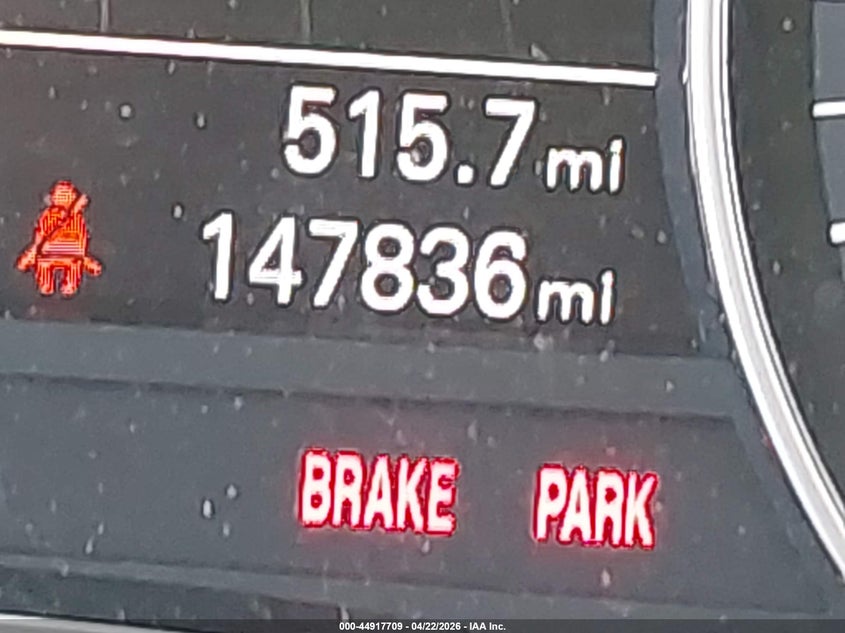 515.7 mi
147836 mi
BRAKE PARK
000-44917709 - 04/22/2026 - IAA Inc.